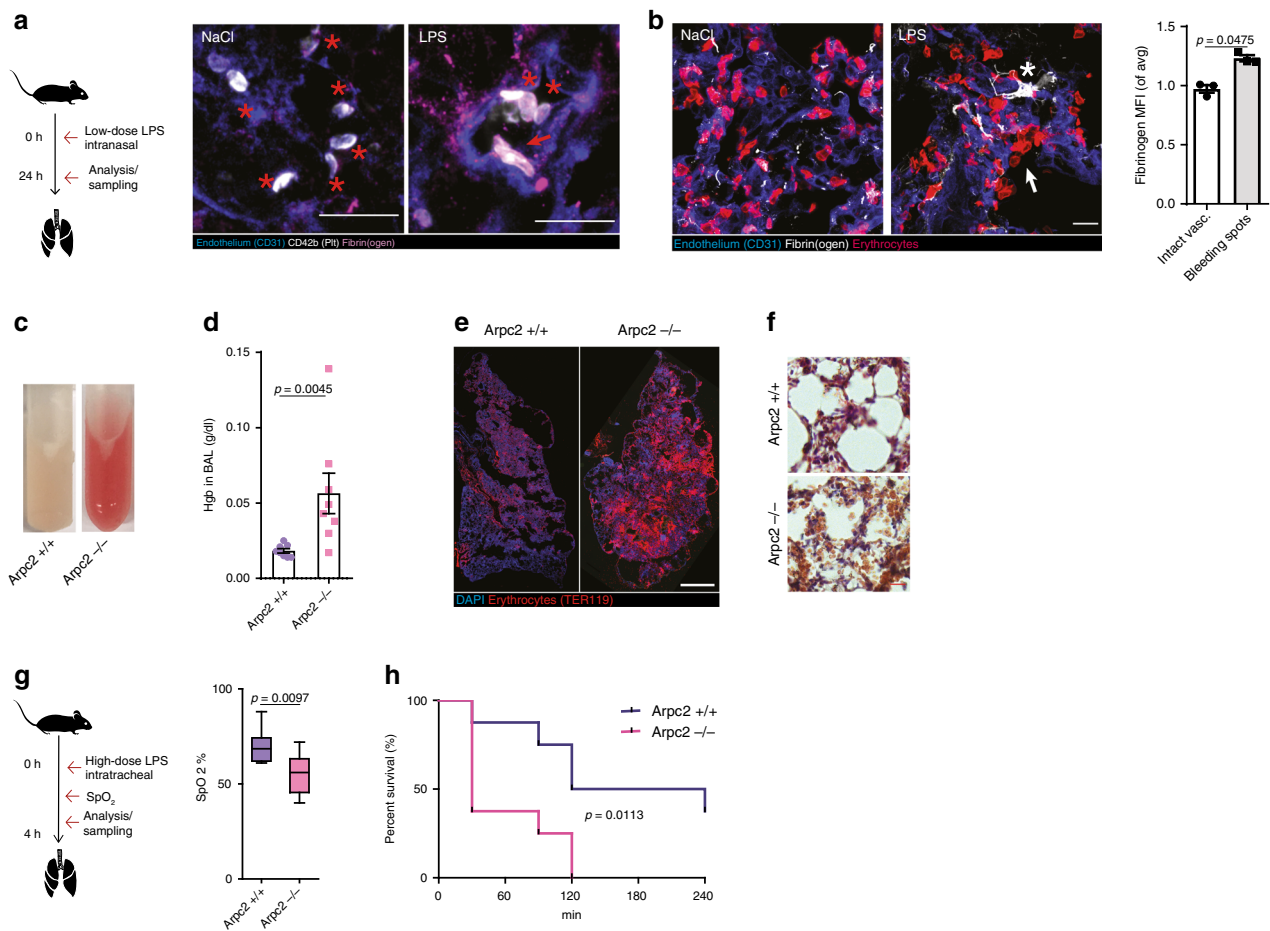 a
0 h
Low-dose LPS
intranasal
24 h
Analysis/
sampling
NaCl
LPS
*
*
*
*
*
*
*
*
Endothelium (CD31) CD42b (Plt) Fibrin(ogen)
b
NaCl
LPS
*
Endothelium (CD31) Fibrin(ogen) Erythrocytes
Fibrinogen MFI (of avg)
1.5
1.0
0.5
0.0
p = 0.0475
Intact vasc.
Bleeding spots
c
Arpc2 +/+
Arpc2 –/–
d
Hgb in BAL (g/dl)
0.15
0.10
0.05
0.00
p = 0.0045
Arpc2 +/+
Arpc2 –/–
e
Arpc2 +/+
Arpc2 –/–
DAPI Erythrocytes (TER119)
f
Arpc2 +/+
Arpc2 –/–
g
0 h
High-dose LPS
intratracheal
SpO2
Analysis/
sampling
4 h
SpO 2 %
100
50
0
p = 0.0097
Arpc2 +/+
Arpc2 –/–
h
Percent survival (%)
100
50
0
Arpc2 +/+
Arpc2 –/–
p = 0.0113
0
60
120
180
240
min